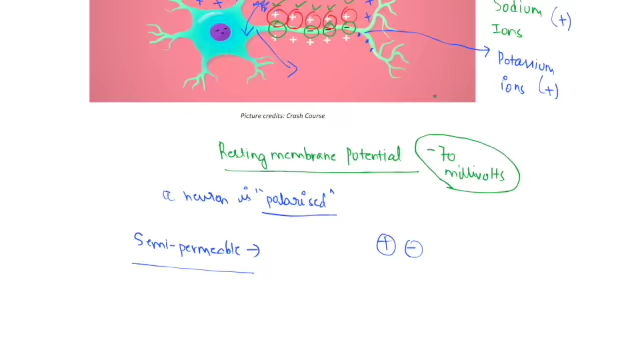 Sodium (+)
Ions
Potassium
ions (+)
Picture credits: Crash Course
Resting membrane Potential
-70
millivolts
a neuron is "polarised"
Semi-permeable →
+ -